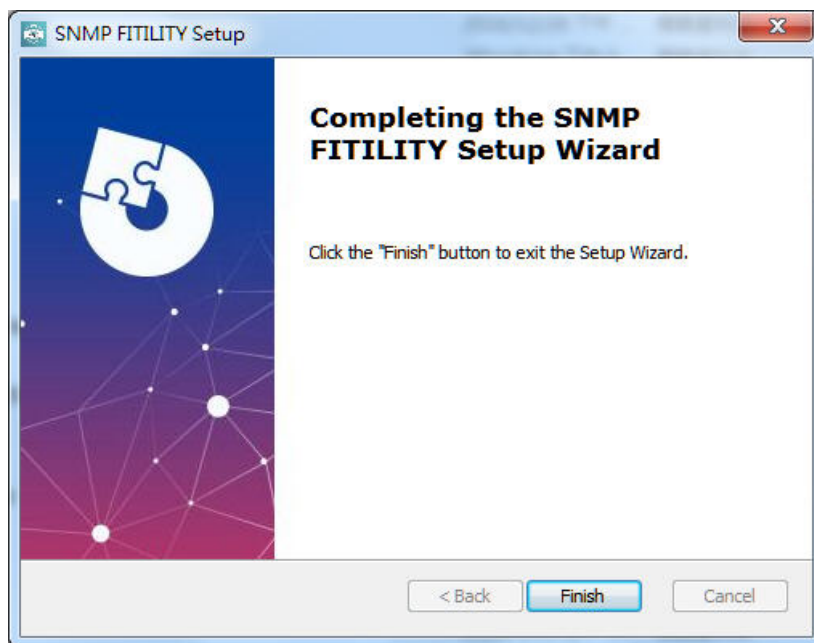 SNMP FITILITY Setup
Completing the SNMP
FITILITY Setup Wizard
Click the "Finish" button to exit the Setup Wizard.
< Back
Finish
Cancel